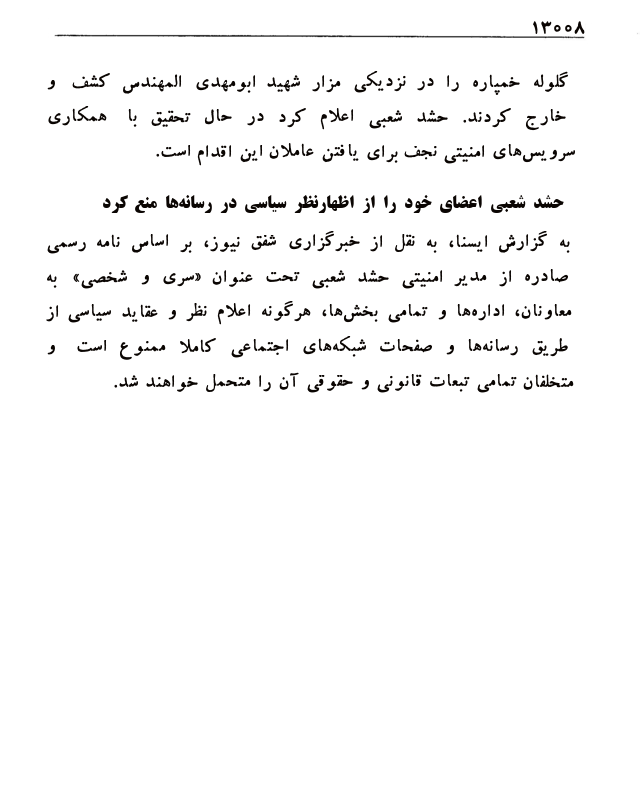 ۱۳۰۰۸
گلوله خمپاره را در نزدیکی مزار شهید ابومهدی المهندس کشف و
خارج کردند. حشد شعبی اعلام کرد در حال تحقیق با همکاری
سرویس‌های امنیتی نجف برای یافتن عاملان این اقدام است.
حشد شعبی اعضای خود را از اظهارنظر سیاسی در رسانه‌ها منع کرد
به گزارش ایسنا، به نقل از خبرگزاری شفق نیوز، بر اساس نامه رسمی
صادره از مدیر امنیتی حشد شعبی تحت عنوان «سری و شخصی» به
معاونان، اداره‌ها و تمامی بخش‌ها، هرگونه اعلام نظر و عقاید سیاسی از
طریق رسانه‌ها و صفحات شبکه‌های اجتماعی کاملا ممنوع است و
متخلفان تمامی تبعات قانونی و حقوقی آن را متحمل خواهند شد.